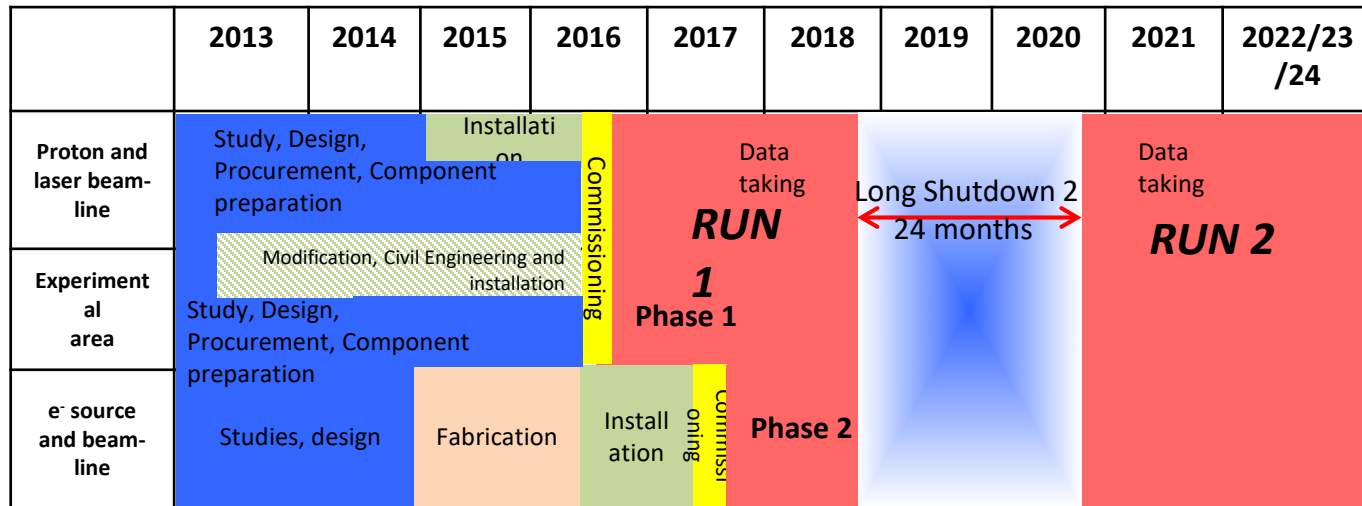 2013 2014 2015 2016 2017 2018 2019 2020 2021 2022/23
/24
Proton and
laser beam-
line
Study, Design,
Procurement, Component
preparation
Installati
on
Commissioning
Data
taking
RUN
1
Phase 1
Long Shutdown 2
24 months
Data
taking
RUN 2
Experiment
al
area
Modification, Civil Engineering and
installation
Study, Design,
Procurement, Component
preparation
e- source
and beam-
line
Studies, design
Fabrication
Install
ation
Commissi
oning
Phase 2